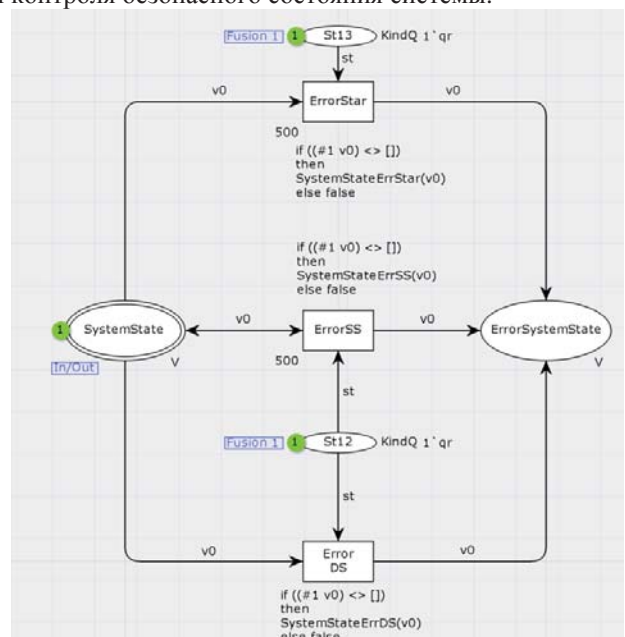 контроля безопасного состояния системы.
Fusion 1 1 St13 KindQ 1`qr
st
v0 v0
ErrorStar
500
if ((#1 v0) <> [])
then
SystemStateErrStar(v0)
else false
if ((#1 v0) <> [])
then
SystemStateErrSS(v0)
else false
1 SystemState v0 ErrorSS v0 ErrorSystemState
In/Out V 500 V
st
Fusion 1 1 St12 KindQ 1`qr
st
v0 v0
Error
DS
if ((#1 v0) <> [])
then
SystemStateErrDS(v0)
else false